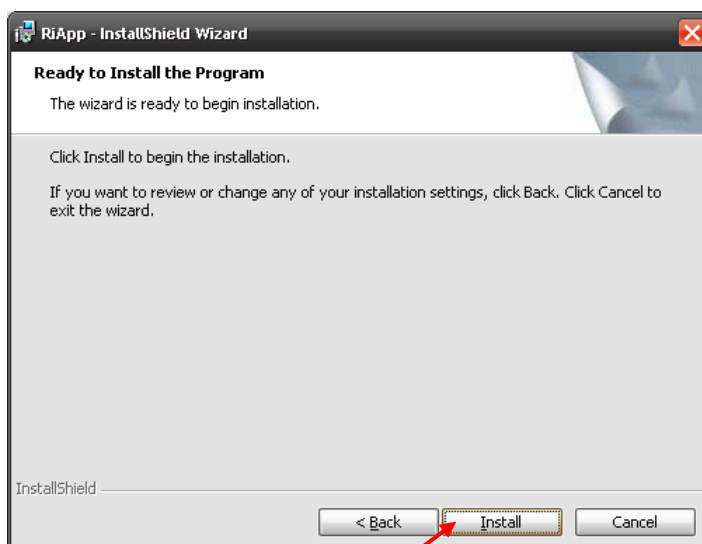 RiApp - InstallShield Wizard
Ready to Install the Program
The wizard is ready to begin installation.
Click Install to begin the installation.
If you want to review or change any of your installation settings, click Back. Click Cancel to
exit the wizard.
InstallShield
< Back
Install
Cancel